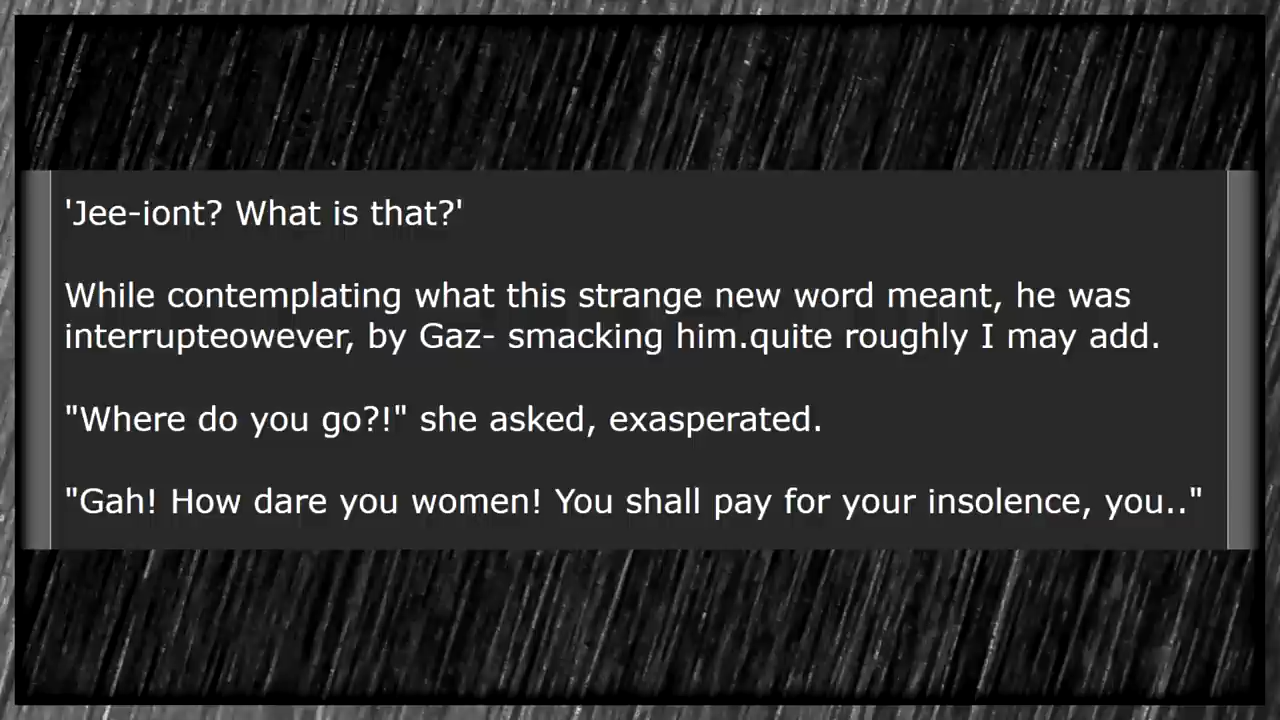 'Jee-iont? What is that?'
While contemplating what this strange new word meant, he was
interrupteowever, by Gaz- smacking him.quite roughly I may add.
"Where do you go?!" she asked, exasperated.
"Gah! How dare you women! You shall pay for your insolence, you.."